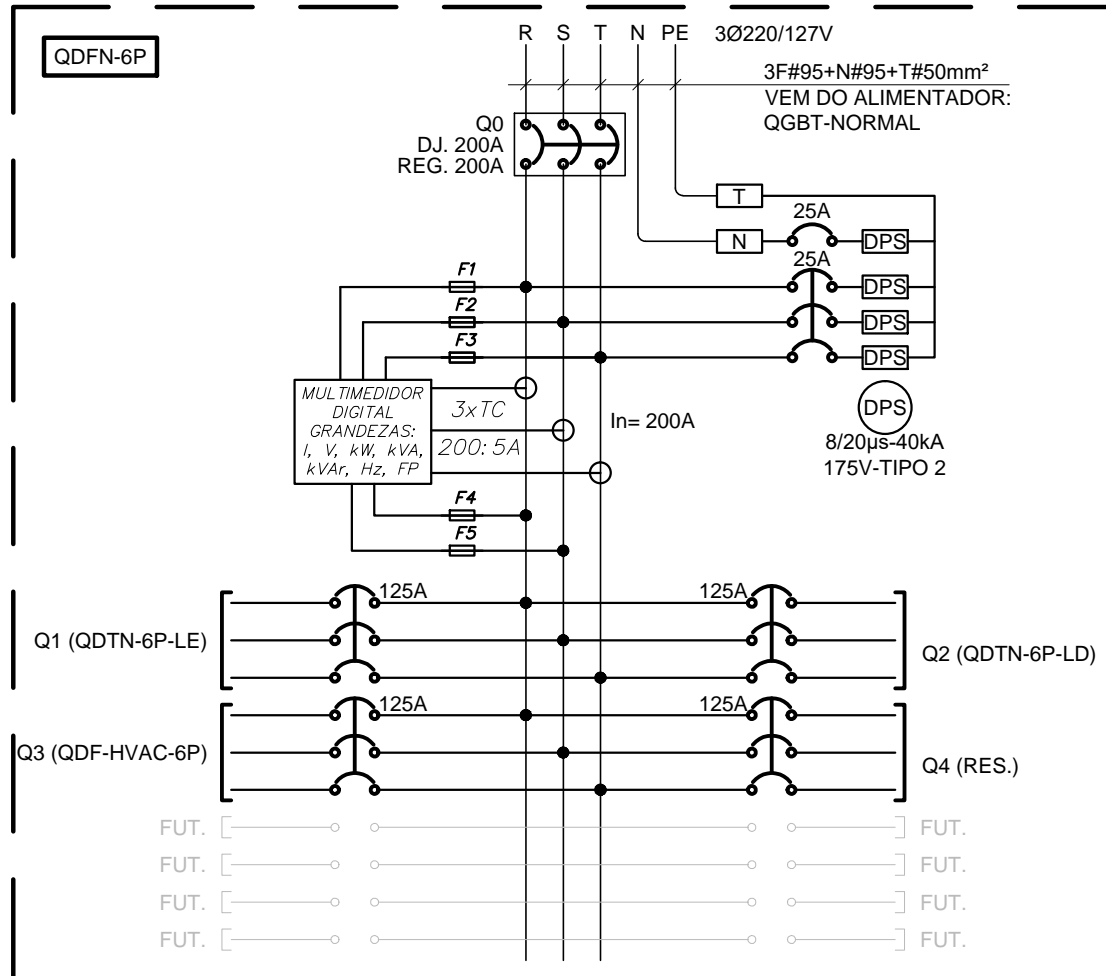 QDFN-6P
R S T N PE 3Ø220/127V
3F#95+N#95+T#50mm²
VEM DO ALIMENTADOR:
QGBT-NORMAL
Q0
DJ. 200A
REG. 200A
T
25A
N
DPS
25A
F1
DPS
F2
DPS
F3
DPS
MULTIMEDIDOR
DIGITAL
GRANDEZAS:
I, V, kW, kVA,
kVAr, Hz, FP
3xTC
200:5A
In= 200A
DPS
8/20µs-40kA
175V-TIPO 2
F4
F5
125A
125A
Q1 (QDTN-6P-LE)
Q2 (QDTN-6P-LD)
125A
125A
Q3 (QDF-HVAC-6P)
Q4 (RES.)
FUT.
FUT.
FUT.
FUT.
FUT.
FUT.
FUT.
FUT.